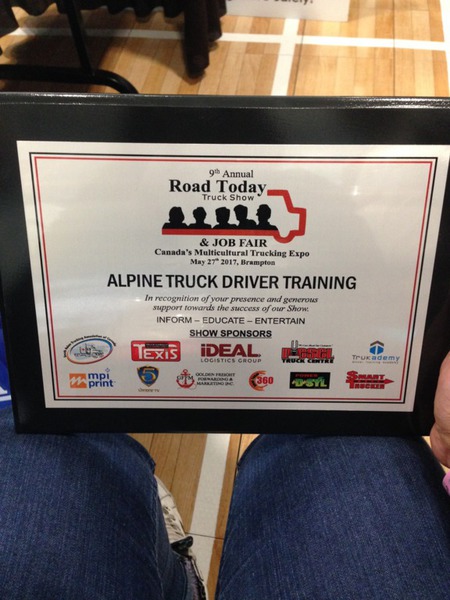 9th Annual
Road Today
Truck Show
& JOB FAIR
Canada's Multicultural Trucking Expo
May 27th 2017, Brampton
ALPINE TRUCK DRIVER TRAINING
In recognition of your presence and generous
support towards the success of our Show.
INFORM – EDUCATE – ENTERTAIN
SHOW SPONSORS
TEXIS
iDEAL
LOGISTICS GROUP
TRUCK CENTRE
Trukademy
mpi
print
GOLDEN FREIGHT
FORWARDING &
MARKETING INC.
360
POWER
D-STL
SMART
TRUCKER